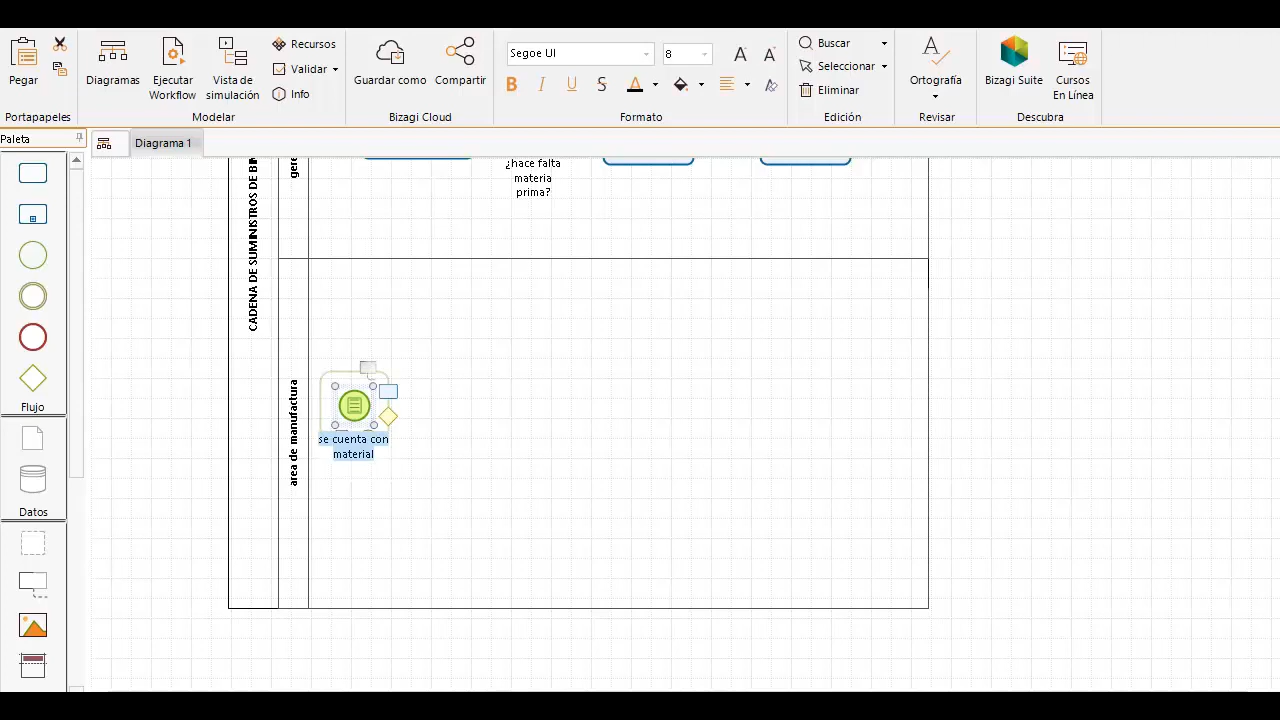 Pegar
Portapapeles
Diagramas
Ejecutar
Workflow
Vista de
simulación
Recursos
Validar
Info
Modelar
Guardar como
Compartir
Bizagi Cloud
Segoe UI
8
A
A
B
I
U
S
A
Formato
Buscar
Seleccionar
Eliminar
Edición
Ortografía
Revisar
Bizagi Suite
Cursos
En Línea
Descubra
Paleta
Diagrama 1
Flujo
Datos
CADENA DE SUMINISTROS DE
¿hace falta
materia
prima?
area de manufactura
se cuenta con
material